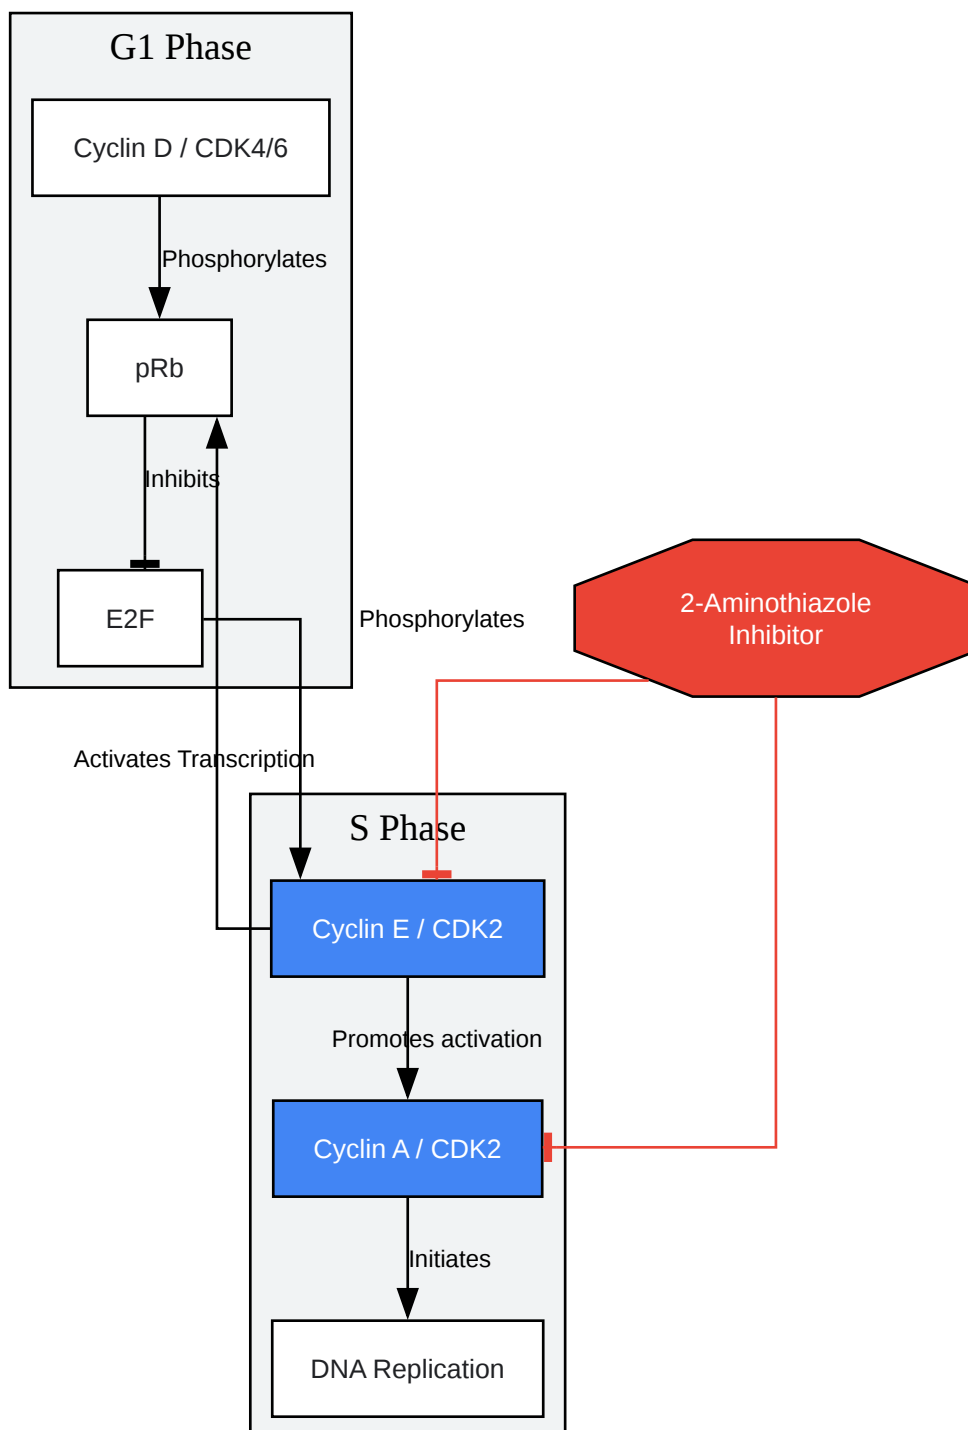 G1 Phase
Cyclin D / CDK4/6
Phosphorylates
pRb
Inhibits
E2F
Phosphorylates
2-Aminothiazole
Inhibitor
Activates Transcription
S Phase
Cyclin E / CDK2
Promotes activation
Cyclin A / CDK2
Initiates
DNA Replication